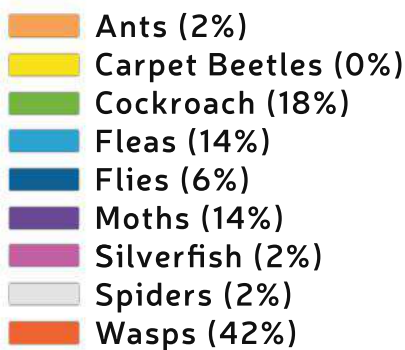 Ants (2%)
Carpet Beetles (0%)
Cockroach (18%)
Fleas (14%)
Flies (6%)
Moths (14%)
Silverfish (2%)
Spiders (2%)
Wasps (42%)